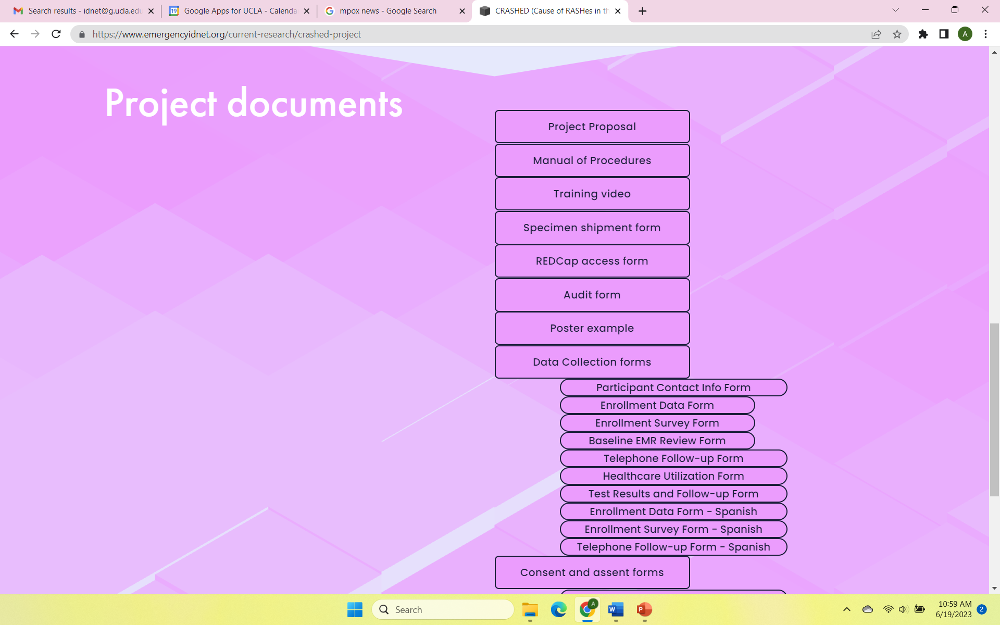 Search results - idnet@g.ucla.edu
Google Apps for UCLA - Calenda
mpox news - Google Search
CRASHED (Cause of RASHes in th
https://www.emergencyidnet.org/current-research/crashed-project
A
Project documents
Project Proposal
Manual of Procedures
Training video
Specimen shipment form
REDCap access form
Audit form
Poster example
Data Collection forms
Participant Contact Info Form
Enrollment Data Form
Enrollment Survey Form
Baseline EMR Review Form
Telephone Follow-up Form
Healthcare Utilization Form
Test Results and Follow-up Form
Enrollment Data Form - Spanish
Enrollment Survey Form - Spanish
Telephone Follow-up Form - Spanish
Consent and assent forms
Search
10:59 AM
6/19/2023
2